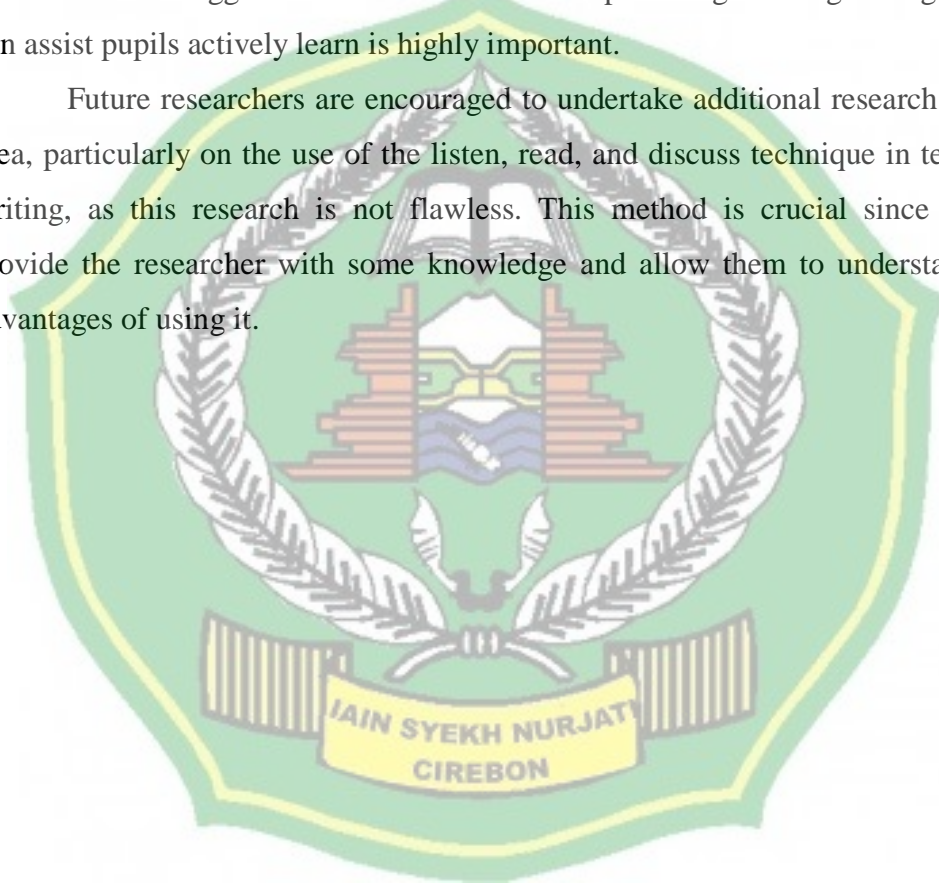 n assist pupils actively learn is highly important.
Future researchers are encouraged to undertake additional research
ea, particularly on the use of the listen, read, and discuss technique in te
riting, as this research is not flawless. This method is crucial since
ovide the researcher with some knowledge and allow them to understa
vantages of using it.
IAIN SYEKH NURJATI
CIREBON